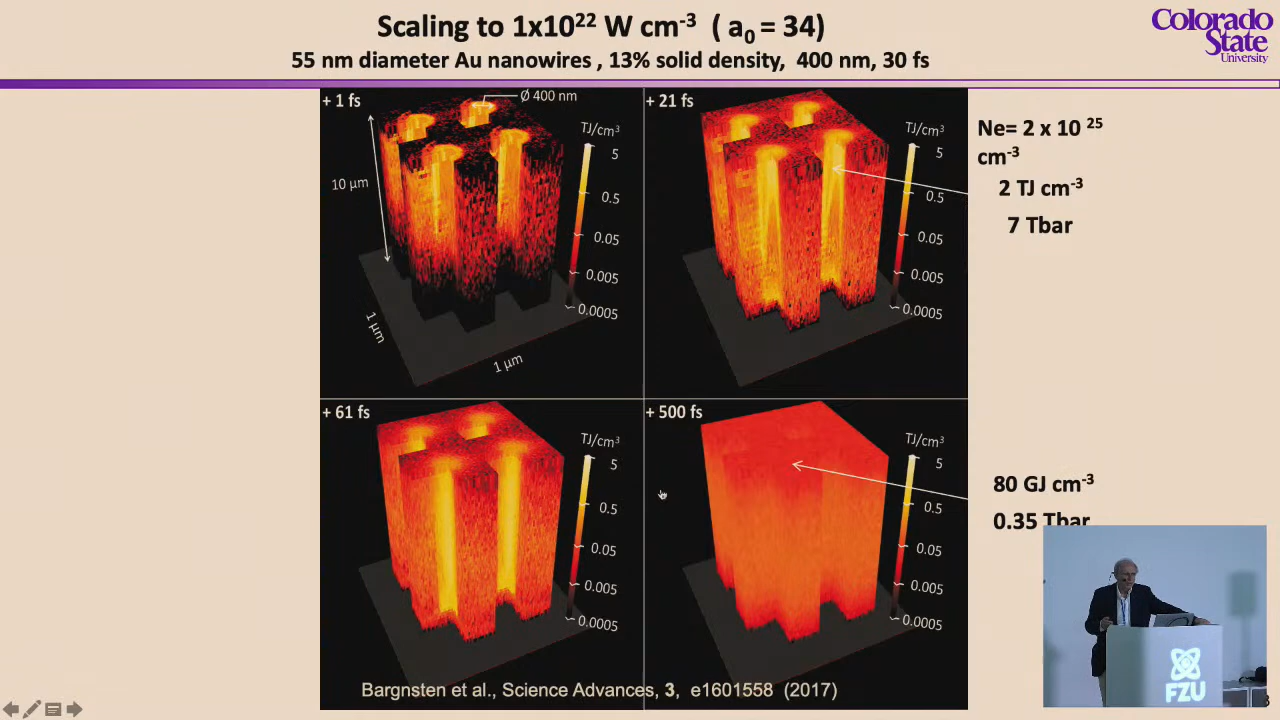 Scaling to 1x10²² W cm⁻³ ( a₀ = 34)
55 nm diameter Au nanowires , 13% solid density, 400 nm, 30 fs
Colorado
State
University
+ 1 fs
Ø 400 nm
TJ/cm³
5
0.5
0.05
0.005
0.0005
10 µm
1 µm
1 µm
+ 21 fs
TJ/cm³
5
0.5
0.05
0.005
0.0005
Ne= 2 x 10 ²⁵
cm⁻³
2 TJ cm⁻³
7 Tbar
+ 61 fs
TJ/cm³
5
0.5
0.05
0.005
0.0005
+ 500 fs
TJ/cm³
5
0.5
0.05
0.005
0.0005
80 GJ cm⁻³
0.35 Tbar
Bargnsten et al., Science Advances, 3, e1601558 (2017)
FZU